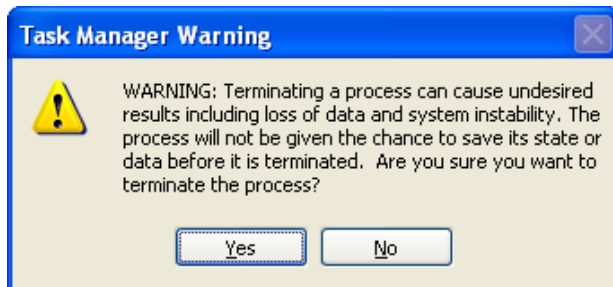 Task Manager Warning
WARNING: Terminating a process can cause undesired
results including loss of data and system instability. The
process will not be given the chance to save its state or
data before it is terminated.  Are you sure you want to
terminate the process?
Yes
No